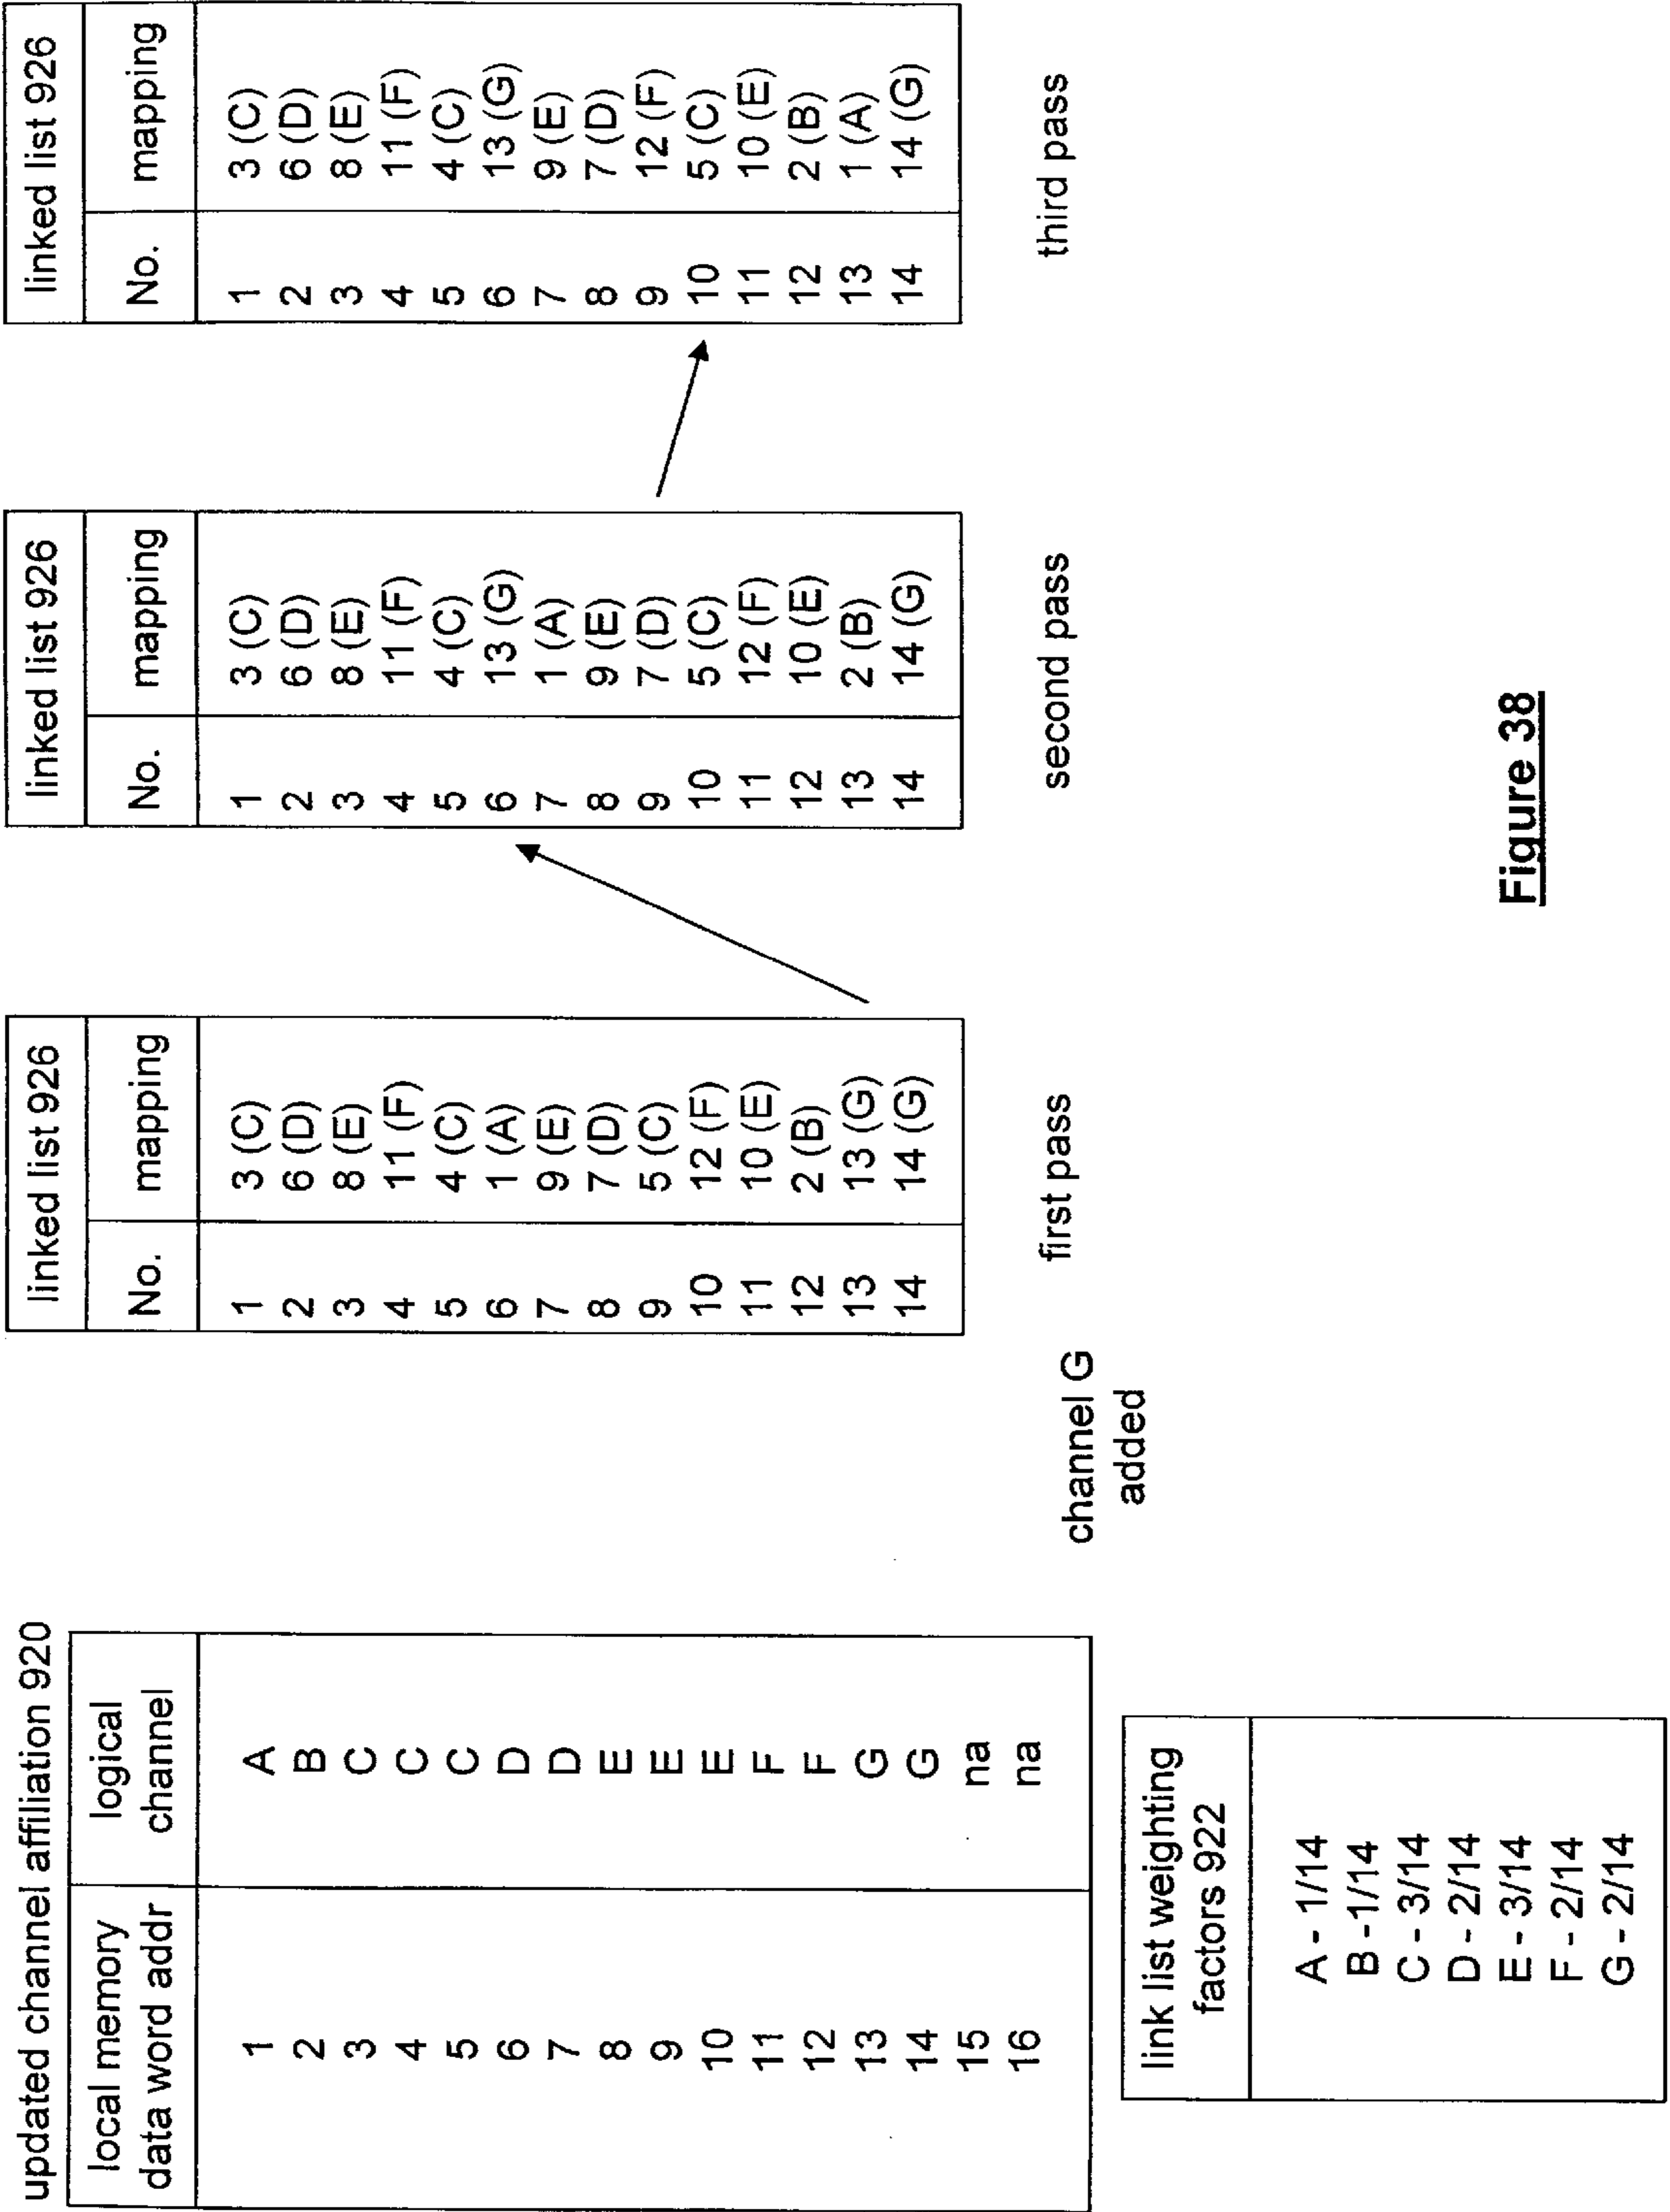 updated channel affiliation 920
local memory data word addr | logical channel
1 A
2 B
3 C
4 C
5 C
6 D
7 D
8 E
9 E
10 E
11 F
12 F
13 G
14 G
15 na
16 na
link list weighting
factors 922
A - 1/14
B -1/14
C - 3/14
D - 2/14
E - 3/14
F - 2/14
G - 2/14
channel G
added
linked list 926
No. mapping
1 3 (C)
2 6 (D)
3 8 (E)
4 11 (F)
5 4 (C)
6 1 (A)
7 9 (E)
8 7 (D)
9 5 (C)
10 12 (F)
11 10 (E)
12 2 (B)
13 13 (G)
14 14 (G)
first pass
linked list 926
No. mapping
1 3 (C)
2 6 (D)
3 8 (E)
4 11 (F)
5 4 (C)
6 13 (G)
7 1 (A)
8 9 (E)
9 7 (D)
10 5 (C)
11 12 (F)
12 10 (E)
13 2 (B)
14 14 (G)
second pass
linked list 926
No. mapping
1 3 (C)
2 6 (D)
3 8 (E)
4 11 (F)
5 4 (C)
6 13 (G)
7 9 (E)
8 7 (D)
9 12 (F)
10 5 (C)
11 10 (E)
12 2 (B)
13 1 (A)
14 14 (G)
third pass
Figure 38